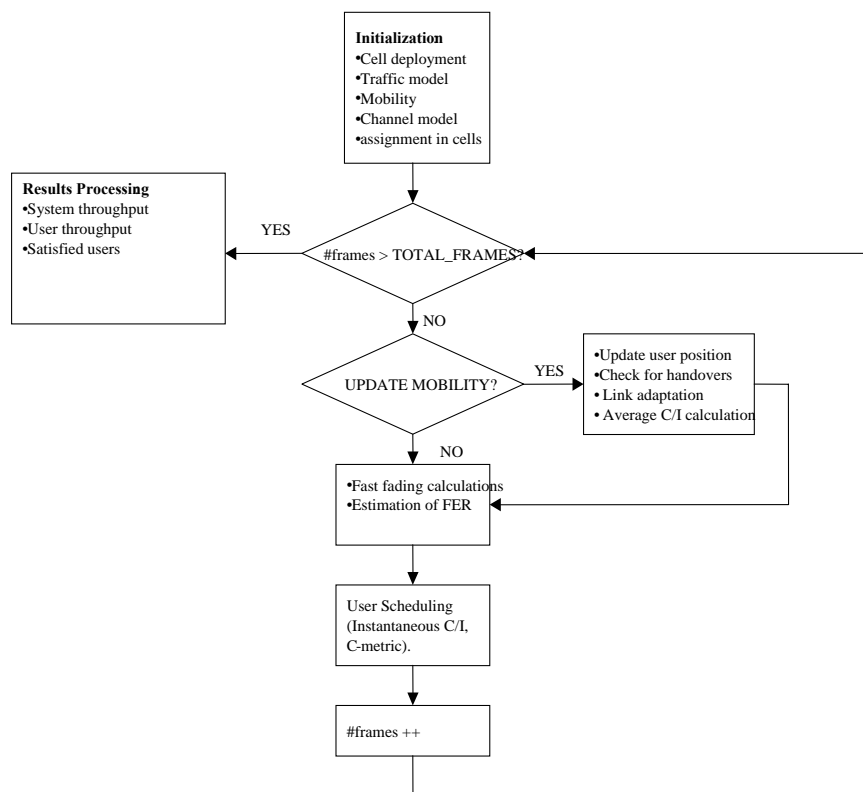 Initialization
•Cell deployment
•Traffic model
•Mobility
•Channel model
•assignment in cells
Results Processing
•System throughput
•User throughput
•Satisfied users
YES
#frames > TOTAL_FRAMES?
NO
UPDATE MOBILITY?
YES
•Update user position
•Check for handovers
• Link adaptation
• Average C/I calculation
NO
•Fast fading calculations
•Estimation of FER
User Scheduling
(Instantaneous C/I,
C-metric).
#frames ++